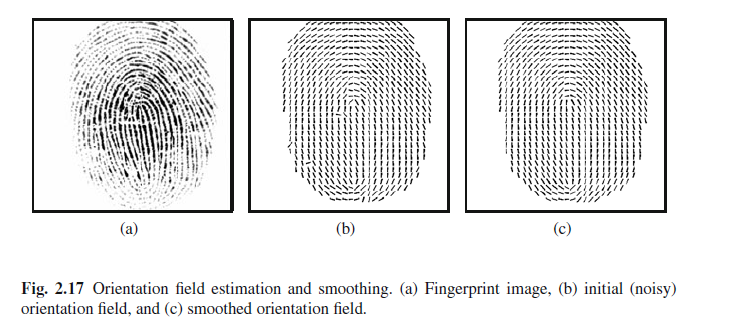 (a)
(b)
(c)
Fig. 2.17 Orientation field estimation and smoothing. (a) Fingerprint image, (b) initial (noisy)
orientation field, and (c) smoothed orientation field.